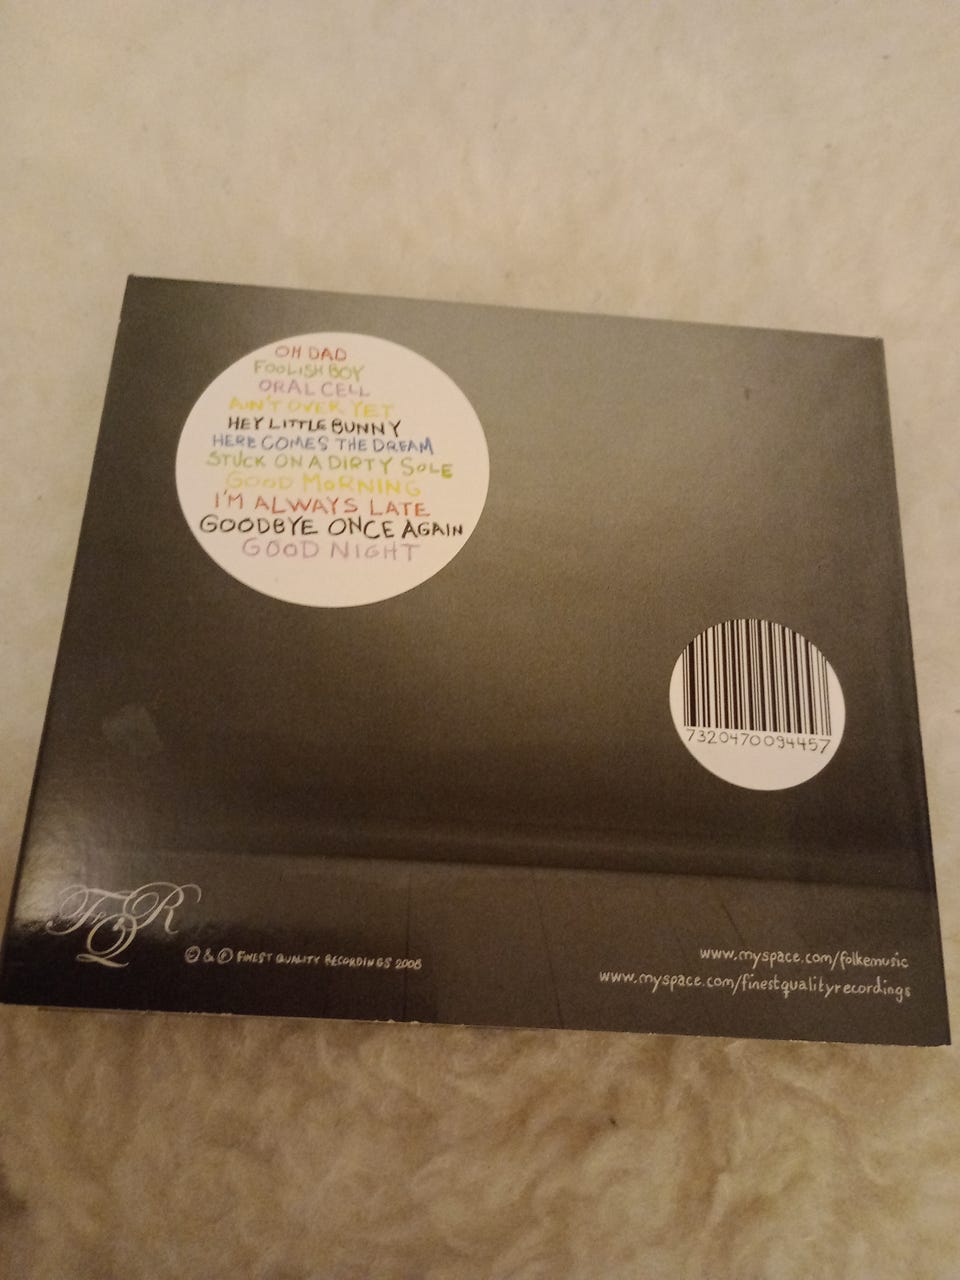 OH DAD
FOOLISH BOY
ORAL CELL
AIN'T OVER YET
HEY LITTLE BUNNY
HERE COMES THE DREAM
STUCK ON A DIRTY SOLE
GOOD MORNING
I'M ALWAYS LATE
GOODBYE ONCE AGAIN
GOOD NIGHT
7320470094457
FQR
© & ℗ FINEST QUALITY RECORDINGS 2008
www.myspace.com/folkemusic
www.myspace.com/finestqualityrecordings